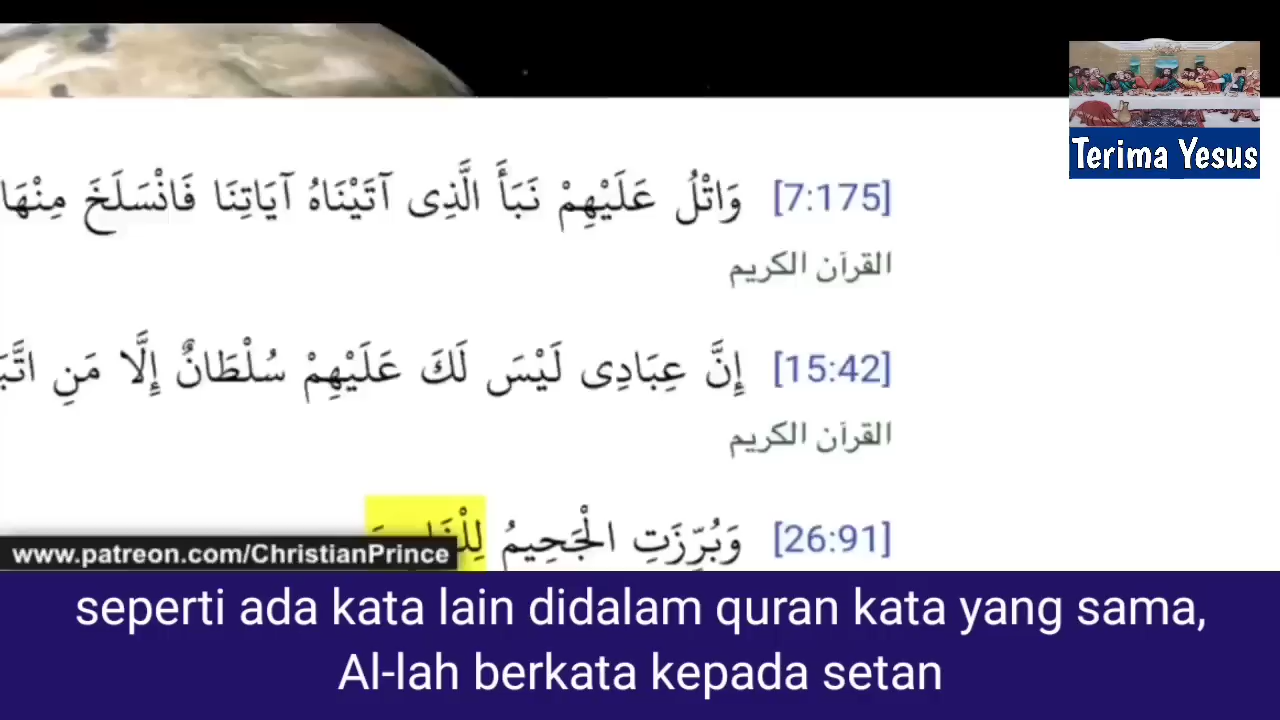 Terima Yesus
[7:175] وَاتْلُ عَلَيْهِمْ نَبَأَ الَّذِى آتَيْنَاهُ آيَاتِنَا فَانْسَلَخَ مِنْهَا
القرآن الكريم
[15:42] إِنَّ عِبَادِى لَيْسَ لَكَ عَلَيْهِمْ سُلْطَانٌ إِلَّا مَنِ
القرآن الكريم
[26:91] وَبُرِّزَتِ الْجَحِيمُ
www.patreon.com/ChristianPrince
seperti ada kata lain didalam quran kata yang sama,
Al-lah berkata kepada setan